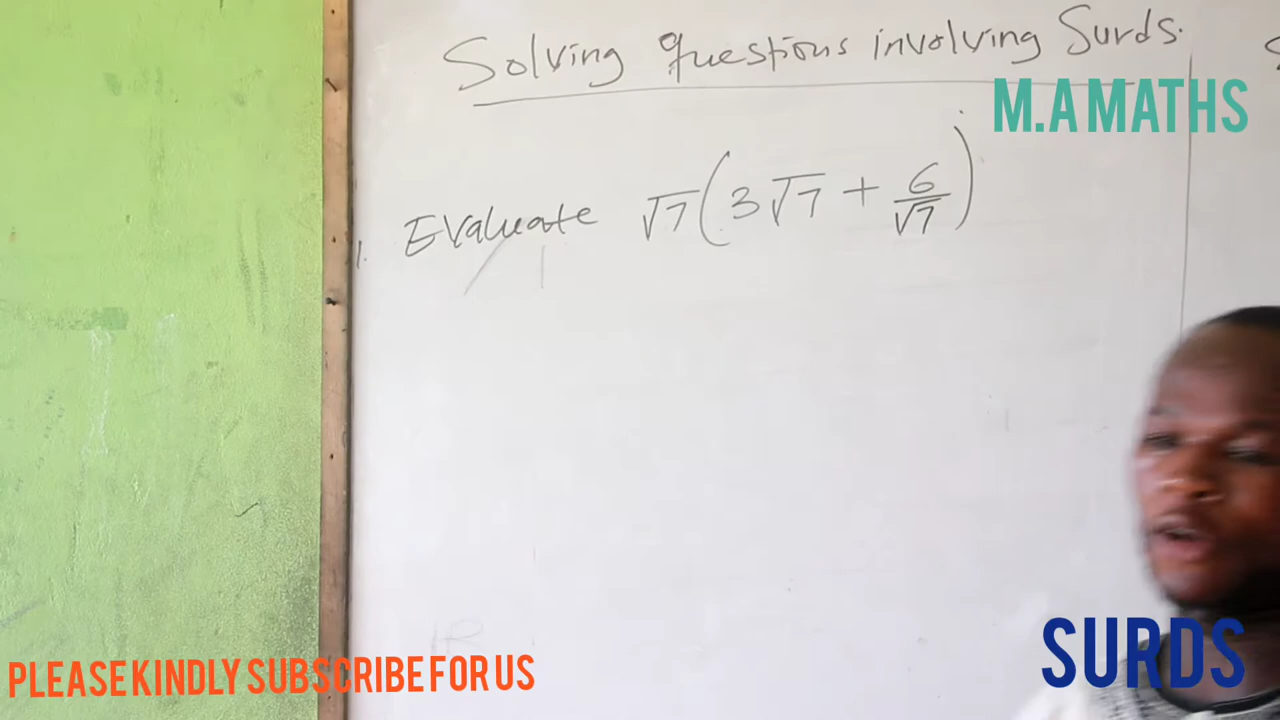 Solving Questions involving Surds.
M.A MATHS
1. Evaluate √7(3√7 + 6/√7)
SURDS
PLEASE KINDLY SUBSCRIBE FOR US